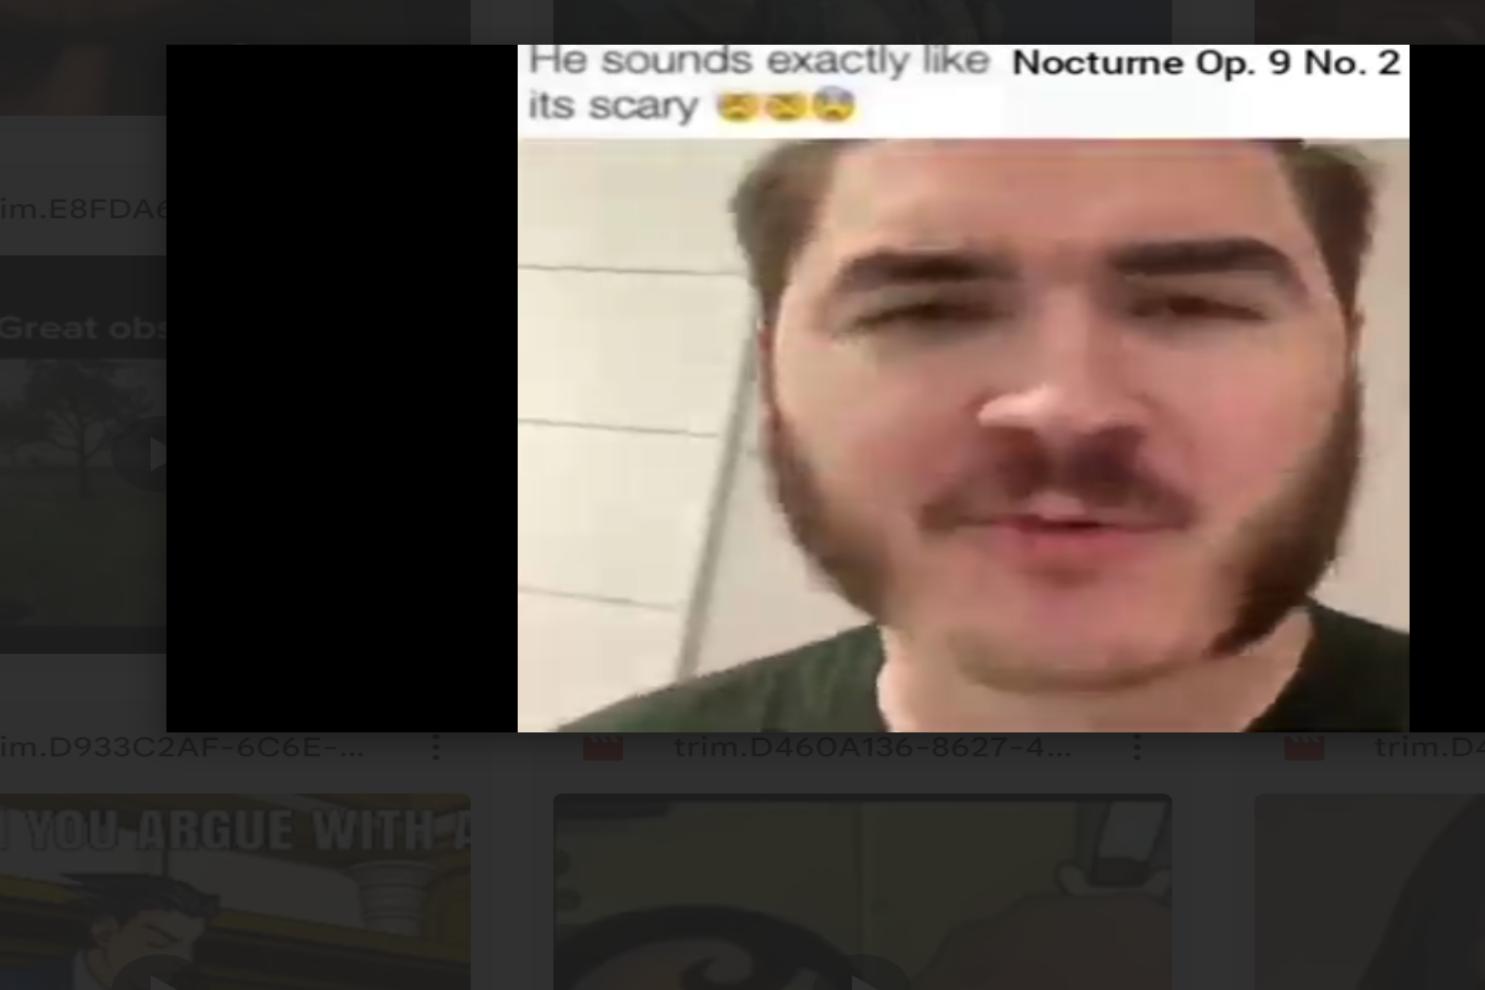 He sounds exactly like Nocturne Op. 9 No. 2
its scary 😨😨😨
im.E8FDA6
Great obs
im.D933C2AF-6C6E-...
trim.D460A136-8627-4...
trim.D4
YOU ARGUE WITH A